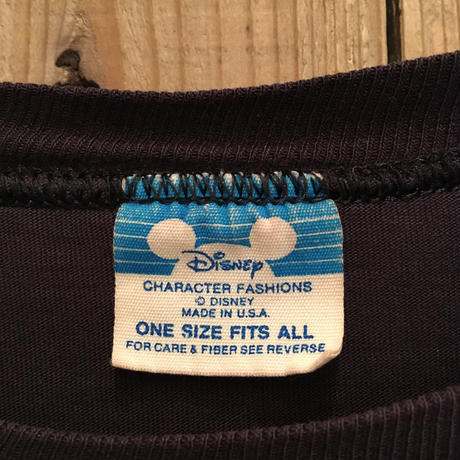 Disney
CHARACTER FASHIONS
© DISNEY
MADE IN U.S.A.
ONE SIZE FITS ALL
FOR CARE & FIBER SEE REVERSE